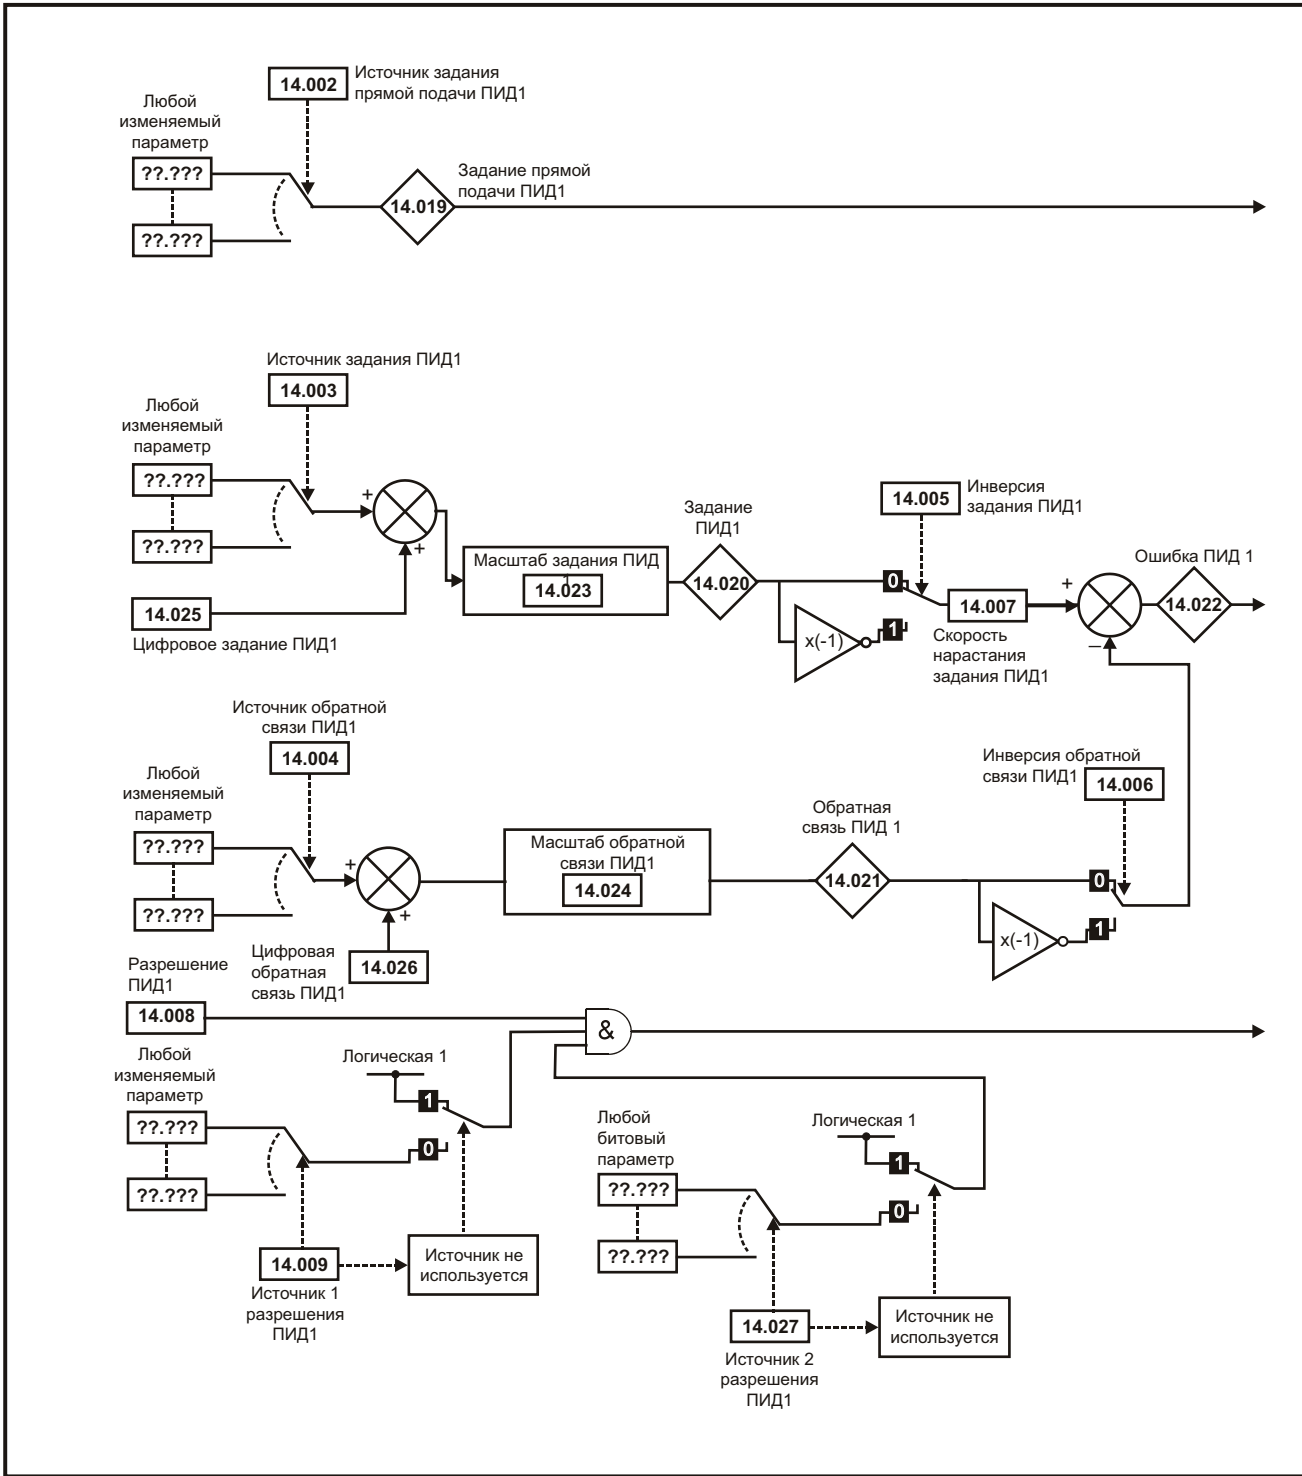 14.002
Источник задания
прямой подачи ПИД1
Любой
изменяемый
параметр
??.???
??.???
14.019
Задание прямой
подачи ПИД1
Источник задания ПИД1
14.003
Любой
изменяемый
параметр
??.???
??.???
+
+
14.025
Цифровое задание ПИД1
Масштаб задания ПИД
1
14.023
Задание
ПИД1
14.020
14.005
Инверсия
задания ПИД1
0
1
x(-1)
14.007
Скорость
нарастания
задания ПИД1
+
–
Ошибка ПИД 1
14.022
Источник обратной
связи ПИД1
14.004
Любой
изменяемый
параметр
??.???
??.???
+
+
Цифровая
обратная
связь ПИД1
14.026
Масштаб обратной
связи ПИД1
14.024
Обратная
связь ПИД 1
14.021
Инверсия обратной
связи ПИД1
14.006
0
1
x(-1)
Разрешение
ПИД1
14.008
&
Любой
изменяемый
параметр
??.???
??.???
Логическая 1
1
0
14.009
Источник 1
разрешения
ПИД1
Источник не
используется
Любой
битовый
параметр
??.???
??.???
Логическая 1
1
0
14.027
Источник 2
разрешения
ПИД1
Источник не
используется